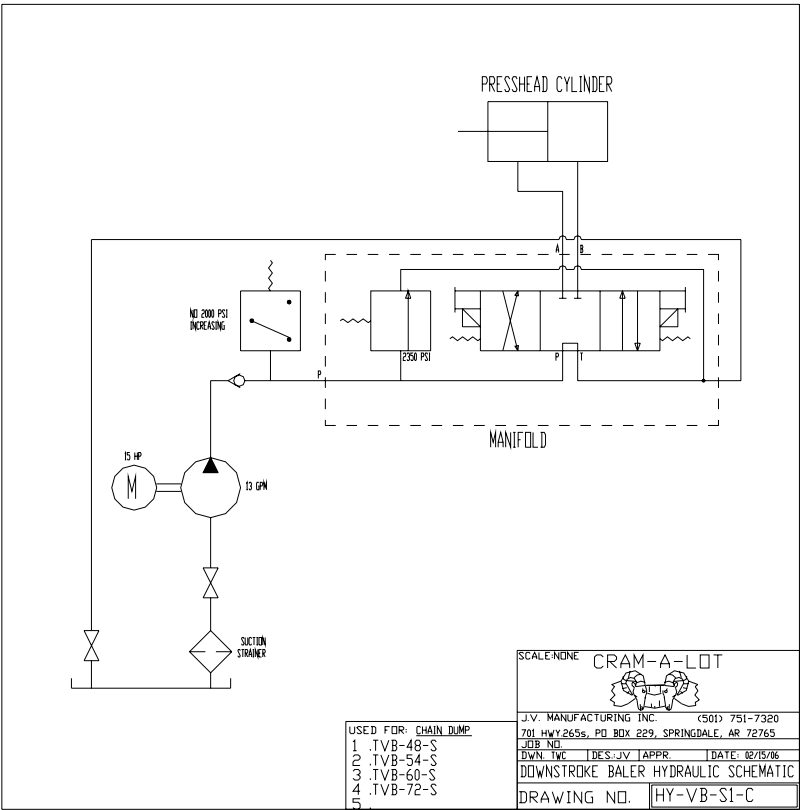 PRESSHEAD CYLINDER
A B
NO 2000 PSI
INCREASING
2350 PSI
P
P T
MANIFOLD
15 HP
M
13 GPM
SUCTION
STRAINER
SCALE:NONE CRAM-A-LOT
J.V. MANUFACTURING INC. (501) 751-7320
701 HWY.265s, PO BOX 229, SPRINGDALE, AR 72765
JOB NO.
DWN. TWC DES.:JV APPR. DATE: 02/15/06
DOWNSTROKE BALER HYDRAULIC SCHEMATIC
DRAWING NO. HY-VB-S1-C
USED FOR: CHAIN DUMP
1 .TVB-48-S
2 .TVB-54-S
3 .TVB-60-S
4 .TVB-72-S
5 .